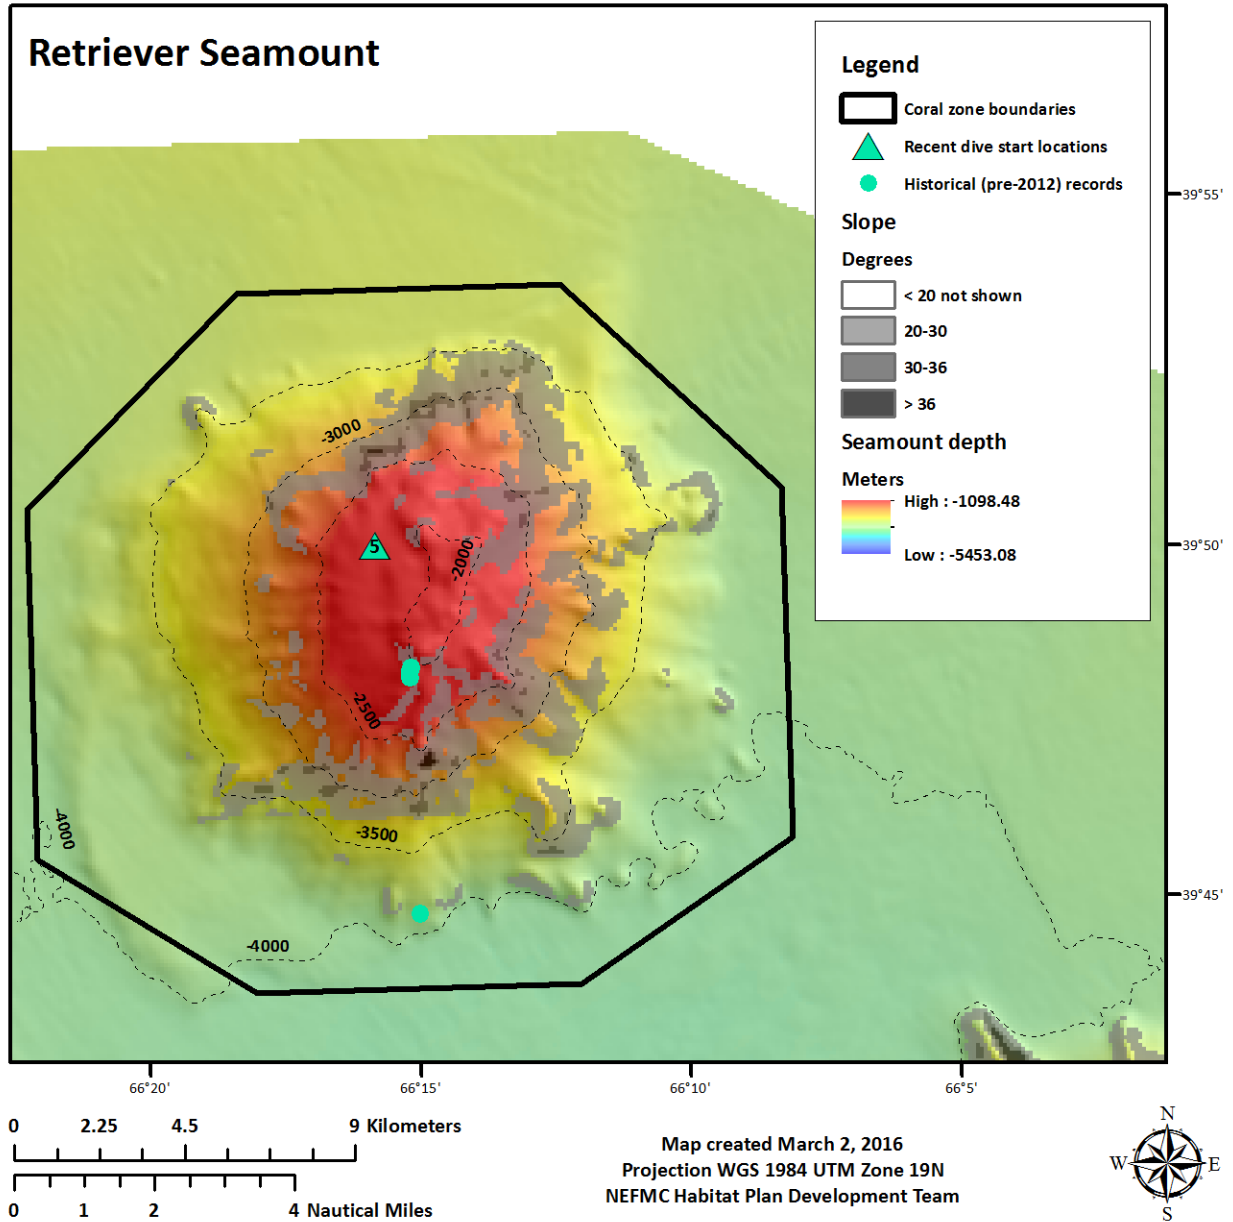 Retriever Seamount
Legend
Coral zone boundaries
Recent dive start locations
Historical (pre-2012) records
Slope
Degrees
< 20 not shown
20-30
30-36
> 36
Seamount depth
Meters
High : -1098.48
Low : -5453.08
39°55'
39°50'
39°45'
-3000
5
-2000
-2500
-3500
-4000
-4000
66°20'
66°15'
66°10'
66°5'
0 2.25 4.5 9 Kilometers
0 1 2 4 Nautical Miles
Map created March 2, 2016
Projection WGS 1984 UTM Zone 19N
NEFMC Habitat Plan Development Team
N
W E
S